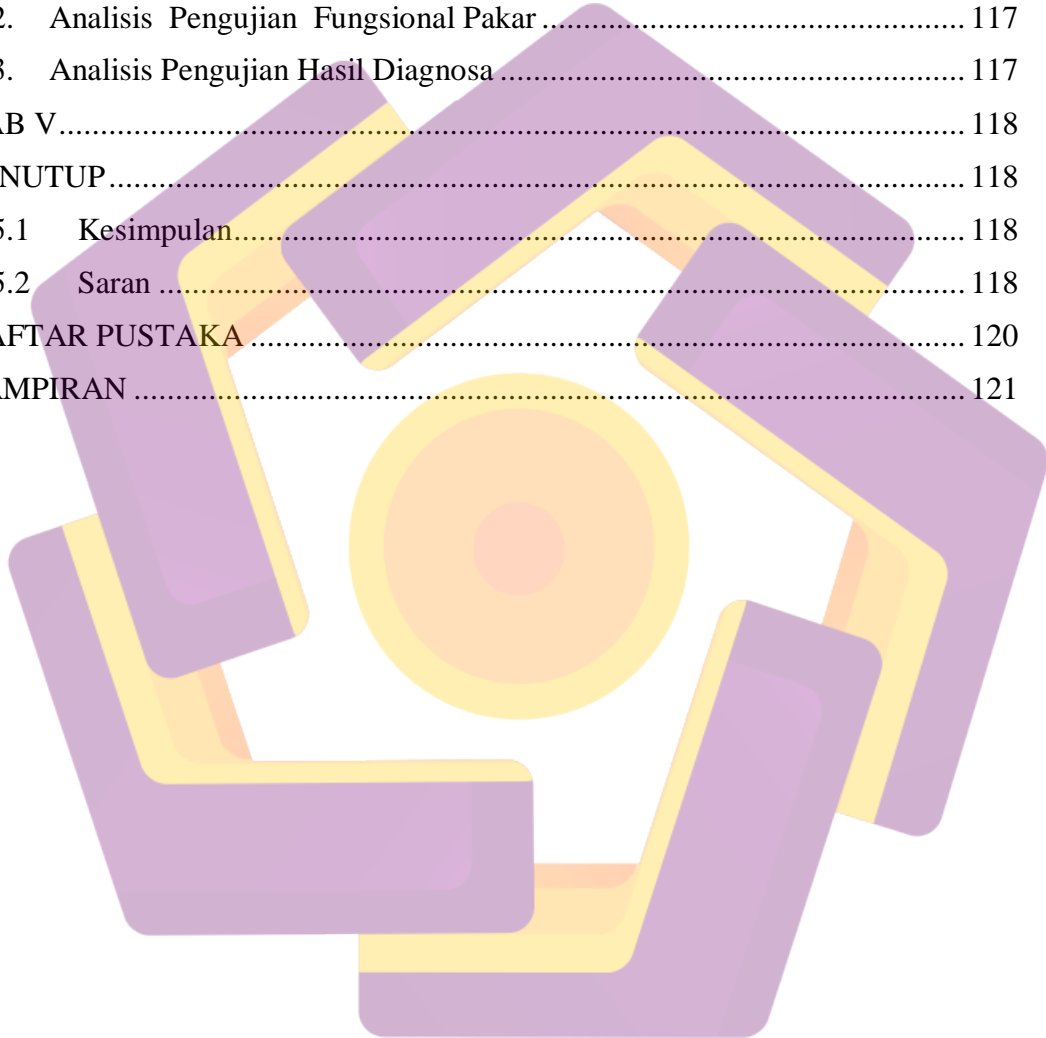 2. Analisis Pengujian Fungsional Pakar ........................................................ 117
3. Analisis Pengujian Hasil Diagnosa ............................................................. 117
AB V.................................................................................................................... 118
NUTUP.............................................................................................................. 118
5.1 Kesimpulan............................................................................................ 118
5.2 Saran ...................................................................................................... 118
AFTAR PUSTAKA .......................................................................................... 120
AMPIRAN ......................................................................................................... 121